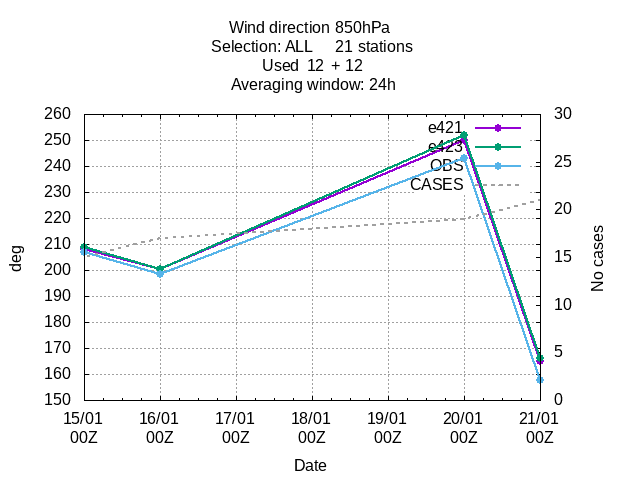 Wind direction 850hPa
Selection: ALL 21 stations
Used 12 + 12
Averaging window: 24h
260
250
240
230
220
210
200
190
180
170
160
150
deg
30
25
20
15
10
5
0
No cases
e421
e423
OBS
CASES
15/01 16/01 17/01 18/01 19/01 20/01 21/01
00Z 00Z 00Z 00Z 00Z 00Z 00Z
Date